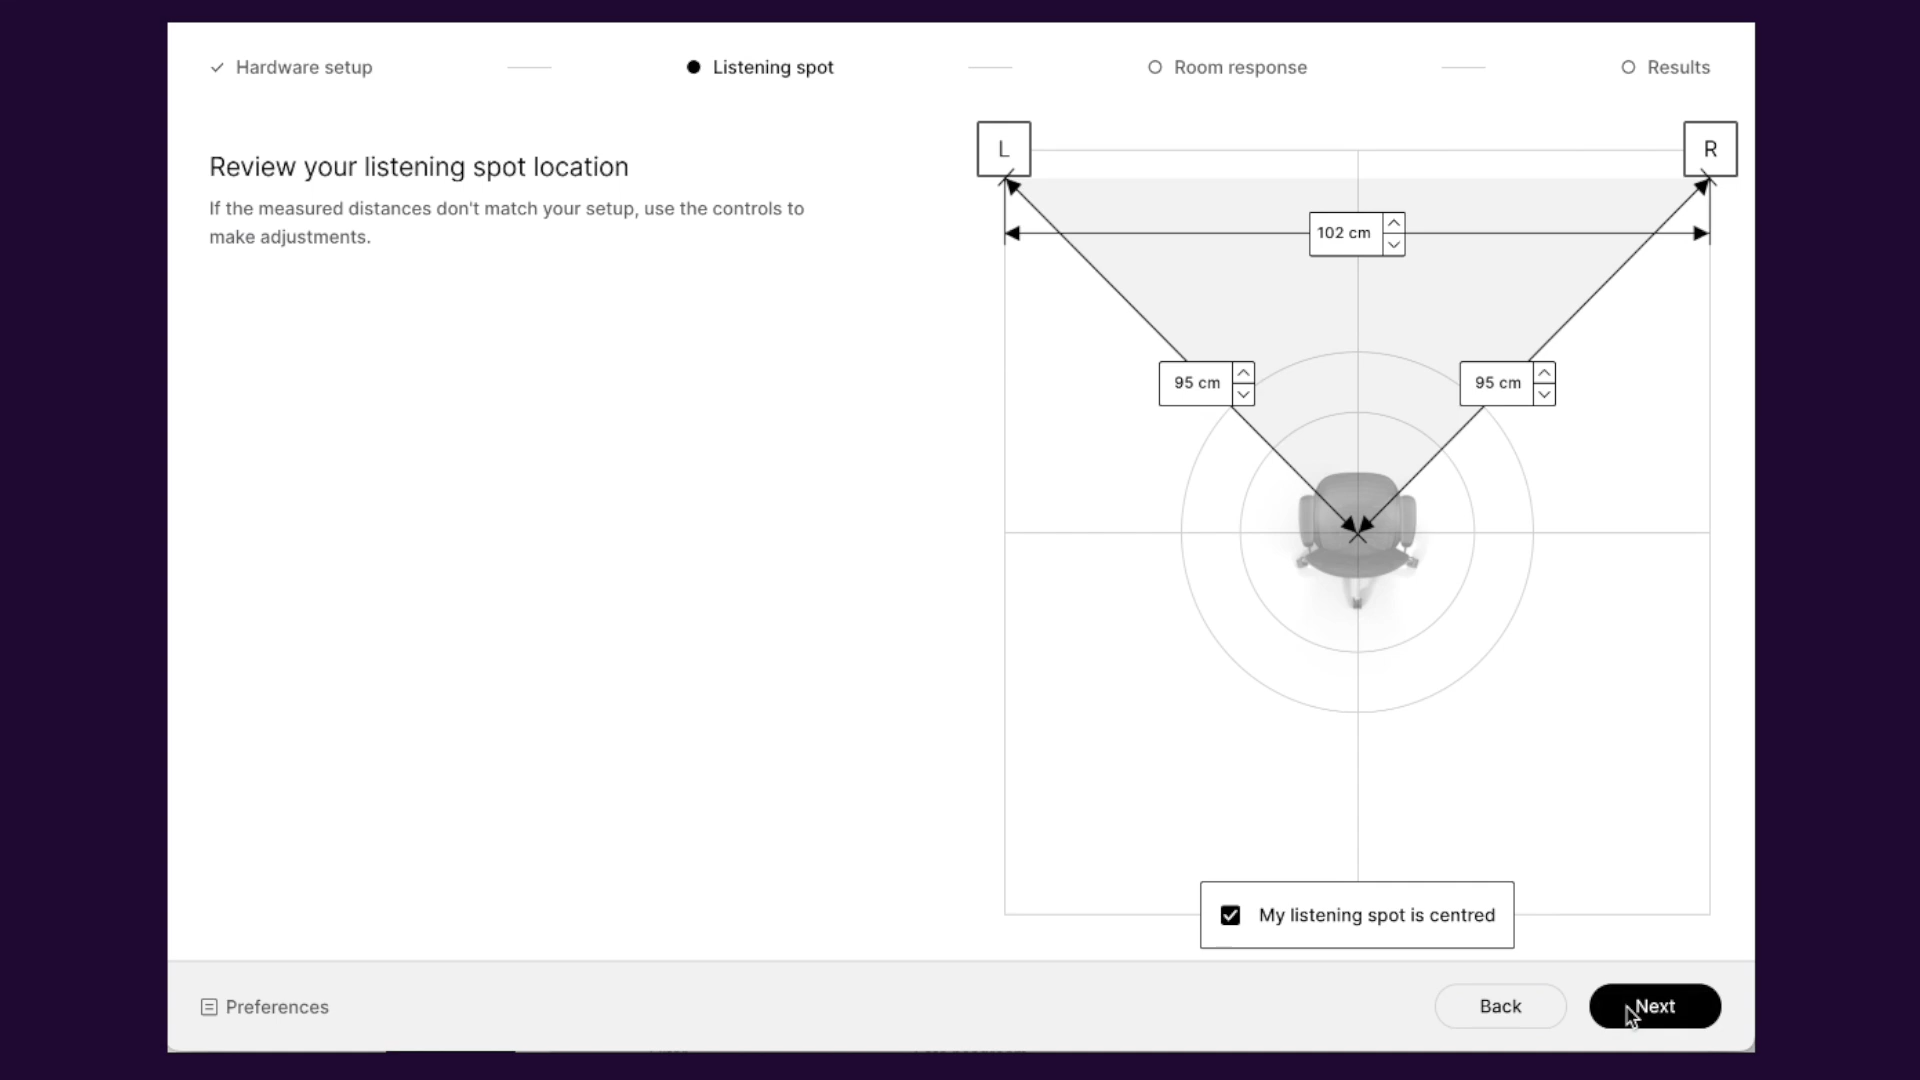 Hardware setup
Listening spot
Room response
Results
Review your listening spot location
If the measured distances don't match your setup, use the controls to
make adjustments.
L
R
102 cm
95 cm
95 cm
My listening spot is centred
Preferences
Back
Next